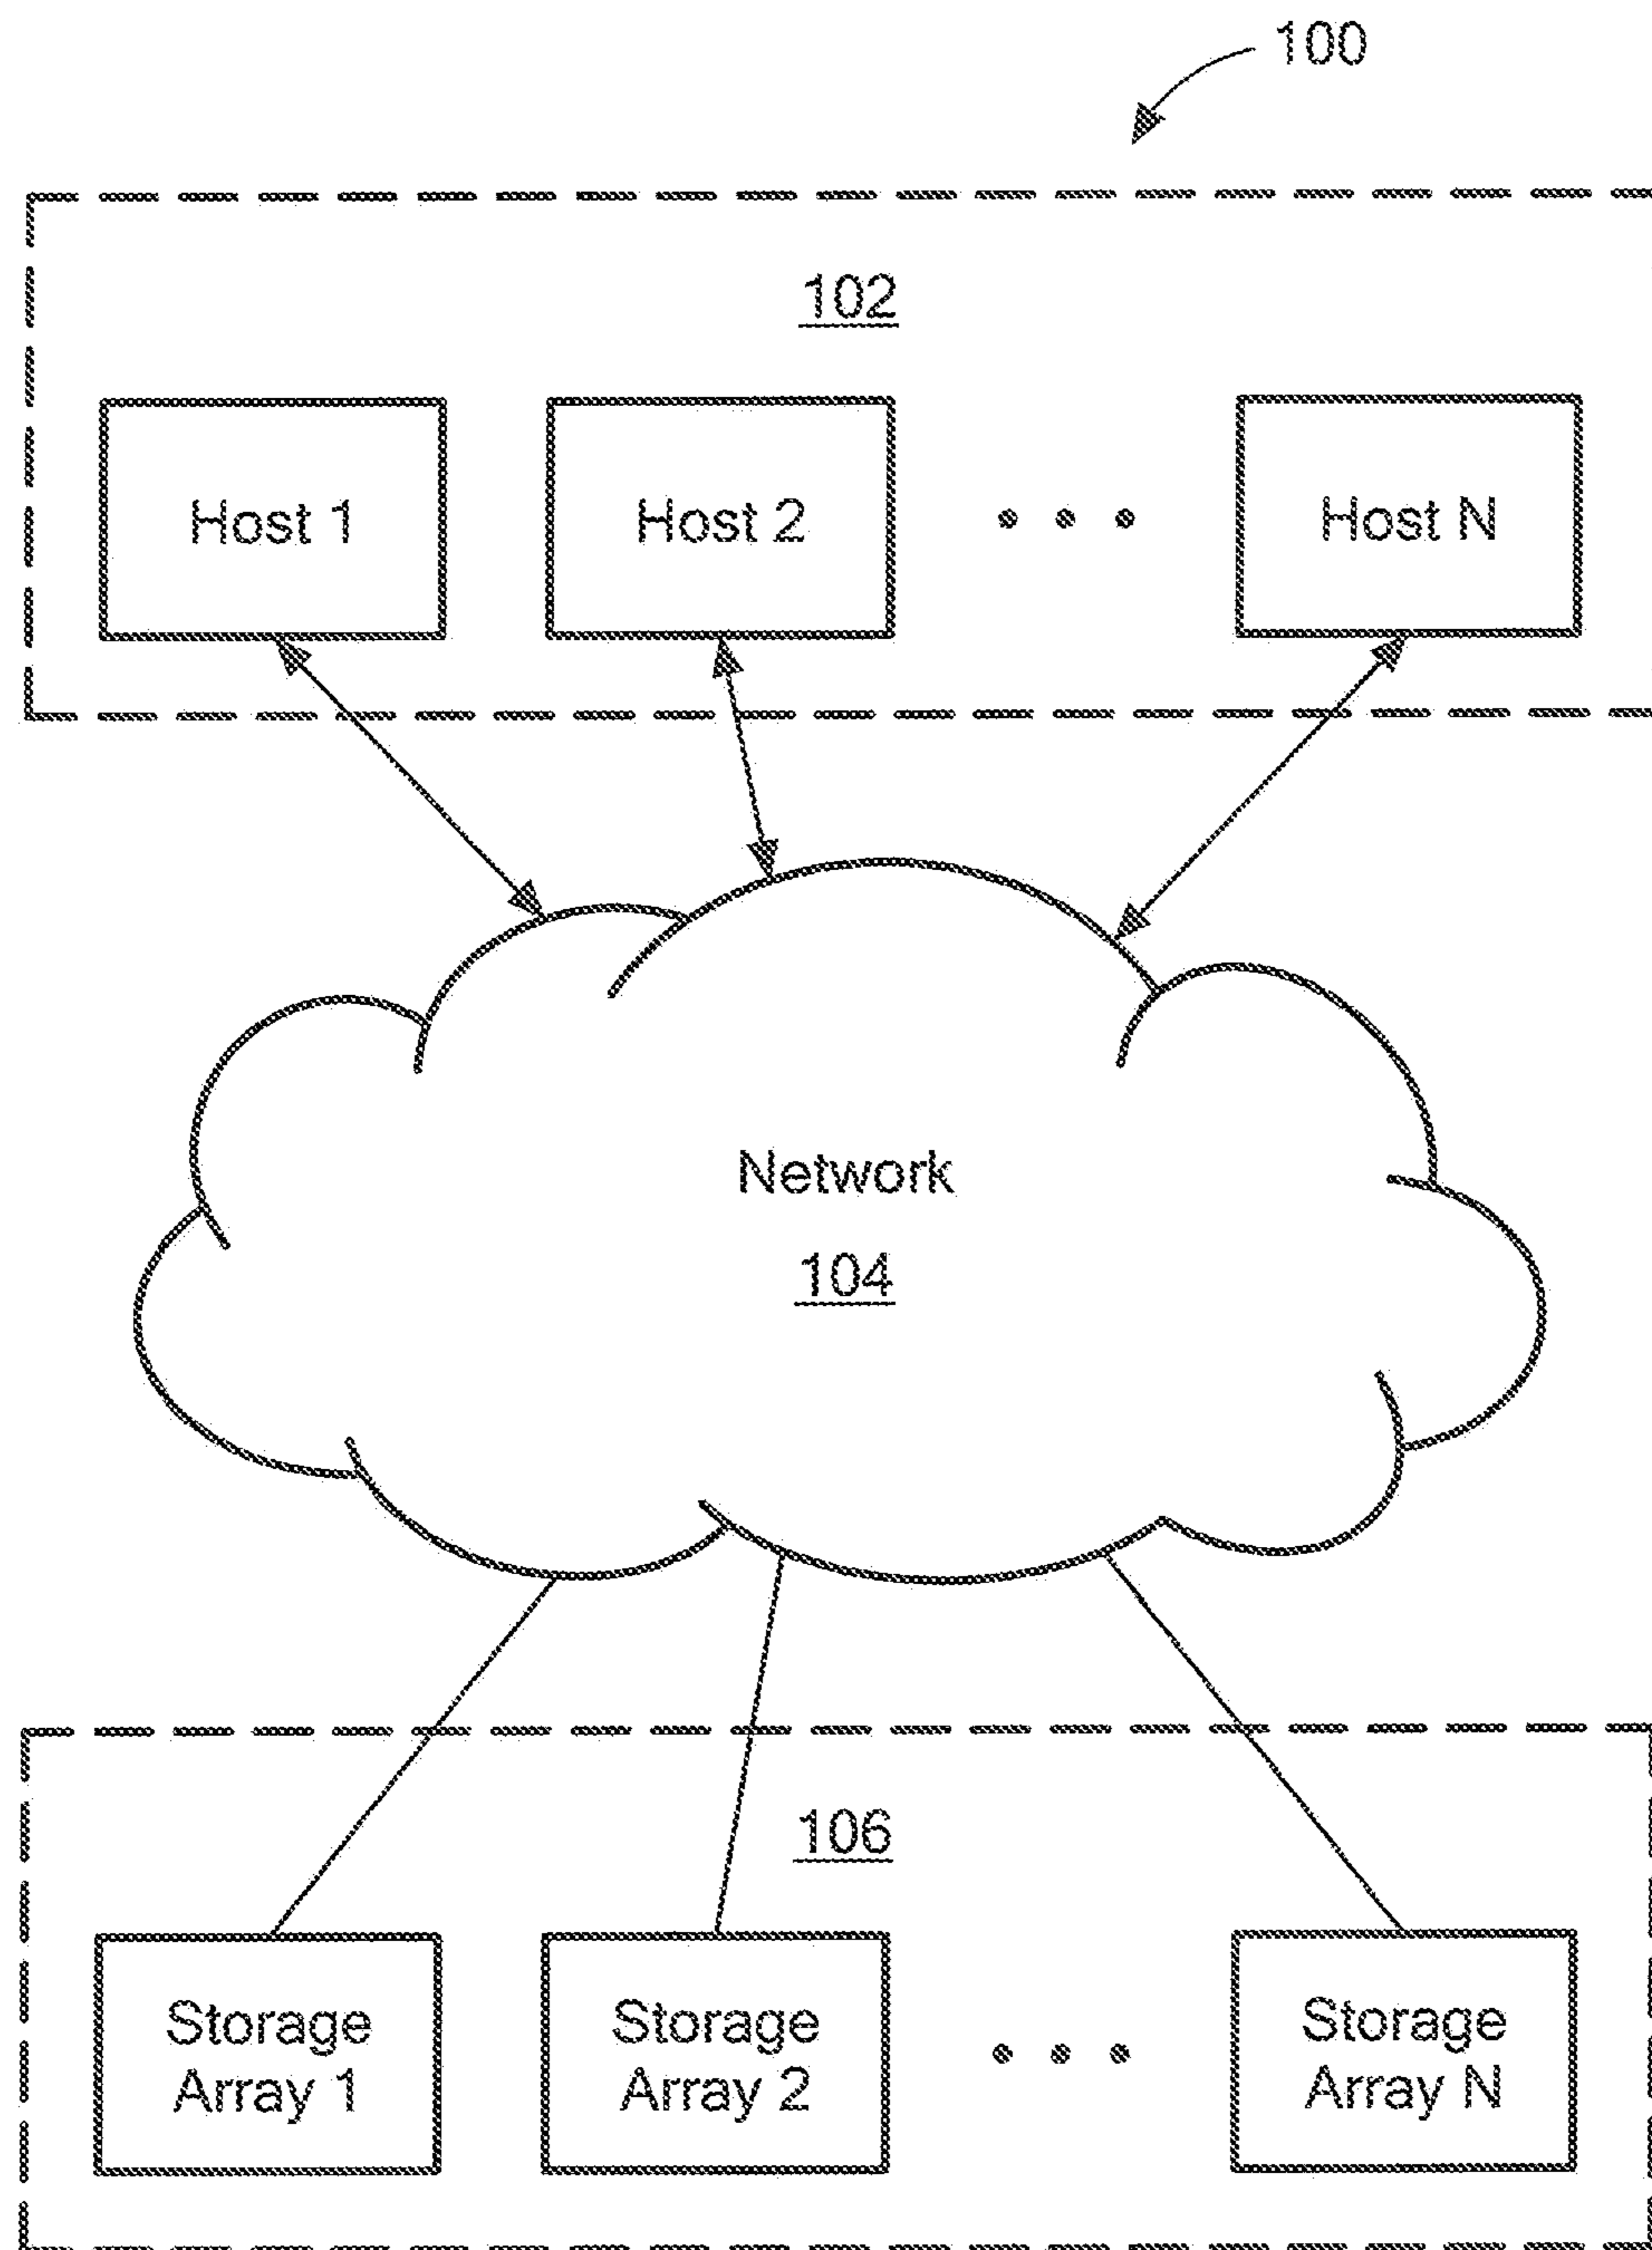 100
102
Host 1
Host 2
Host N
Network
104
106
Storage
Array 1
Storage
Array 2
Storage
Array N